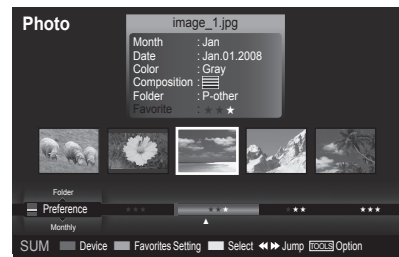 Photo
image_1.jpg
Month : Jan
Date : Jan.01.2008
Color : Gray
Composition :
Folder : P-other
Favorite : ★★★
Folder
Preference ★★★ ★★★ ★★★ ★★★
Monthly
SUM Device Favorites Setting Select ◀◀ ▶▶ Jump TOOLS Option